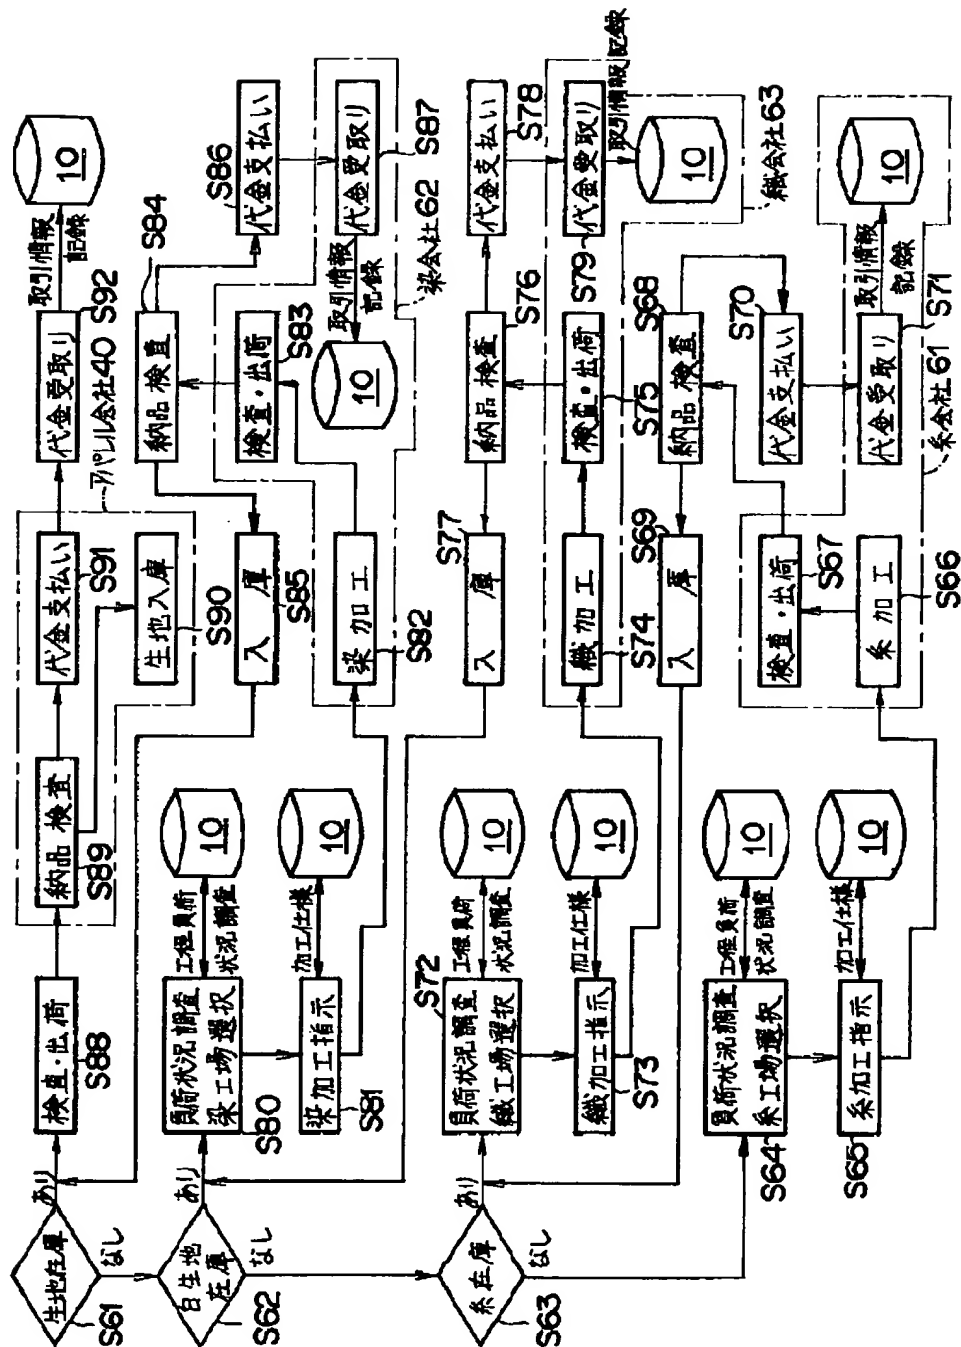 生地在庫
S61
あり
なし
検査・出荷
S88
納品検査
S89
代金支払い
S91
生地入庫
S90
アパレル会社40
代金受取り
S92
取引情報
記録
10
白生地
在庫
S62
あり
なし
負荷状況調査
染工場選択
S80
工程負荷
状況調査
10
染加工指示
S81
加工仕様
10
染加工
S82
検査・出荷
S83
納品検査
S84
入庫
S85
代金支払い
S86
代金受取り
S87
取引情報
記録
10
染会社62
糸在庫
S63
あり
なし
負荷状況調査
織工場選択
S72
工程負荷
状況調査
10
織加工指示
S73
加工仕様
10
織加工
S74
検査・出荷
S75
納品検査
S76
入庫
S77
代金支払い
S78
代金受取り
S79
取引情報記録
10
織会社63
負荷状況調査
糸工場選択
S64
工程負荷
状況調査
10
糸加工指示
S65
加工仕様
10
糸加工
S66
検査・出荷
S67
納品検査
S68
入庫
S69
代金支払い
S70
代金受取り
S71
取引情報
記録
10
糸会社61